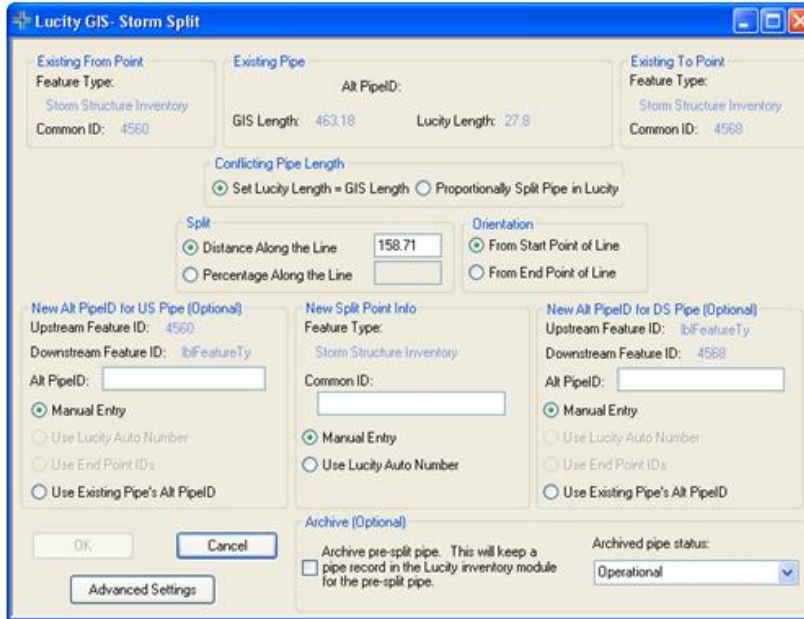 Lucity GIS- Storm Split
Existing From Point
Feature Type:
Storm Structure Inventory
Common ID: 4560
Existing Pipe
Alt PipeID:
GIS Length: 463.18 Lucity Length: 27.8
Existing To Point
Feature Type:
Storm Structure Inventory
Common ID: 4568
Conflicting Pipe Length
Set Lucity Length = GIS Length Proportionally Split Pipe in Lucity
Split
Distance Along the Line 158.71
Percentage Along the Line
Orientation
From Start Point of Line
From End Point of Line
New Alt PipeID for US Pipe (Optional)
Upstream Feature ID: 4560
Downstream Feature ID: lblFeatureTy
Alt PipeID:
Manual Entry
Use Lucity Auto Number
Use End Point IDs
Use Existing Pipe's Alt PipeID
New Split Point Info
Feature Type:
Storm Structure Inventory
Common ID:
Manual Entry
Use Lucity Auto Number
New Alt PipeID for DS Pipe (Optional)
Upstream Feature ID: lblFeatureTy
Downstream Feature ID: 4568
Alt PipeID:
Manual Entry
Use Lucity Auto Number
Use End Point IDs
Use Existing Pipe's Alt PipeID
OK Cancel
Advanced Settings
Archive (Optional)
Archive pre-split pipe. This will keep a
pipe record in the Lucity inventory module
for the pre-split pipe.
Archived pipe status:
Operational